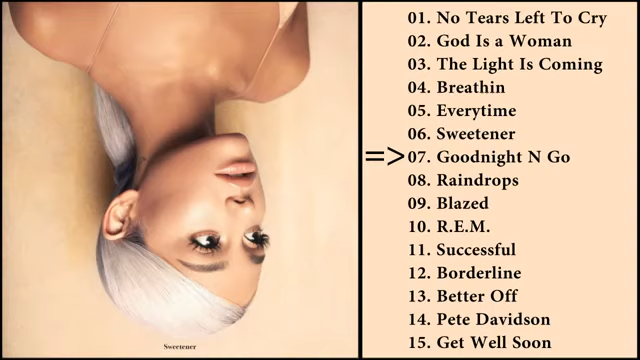 01. No Tears Left To Cry
02. God Is a Woman
03. The Light Is Coming
04. Breathin
05. Everytime
06. Sweetener
=>07. Goodnight N Go
08. Raindrops
09. Blazed
10. R.E.M.
11. Successful
12. Borderline
13. Better Off
14. Pete Davidson
15. Get Well Soon
Sweetener